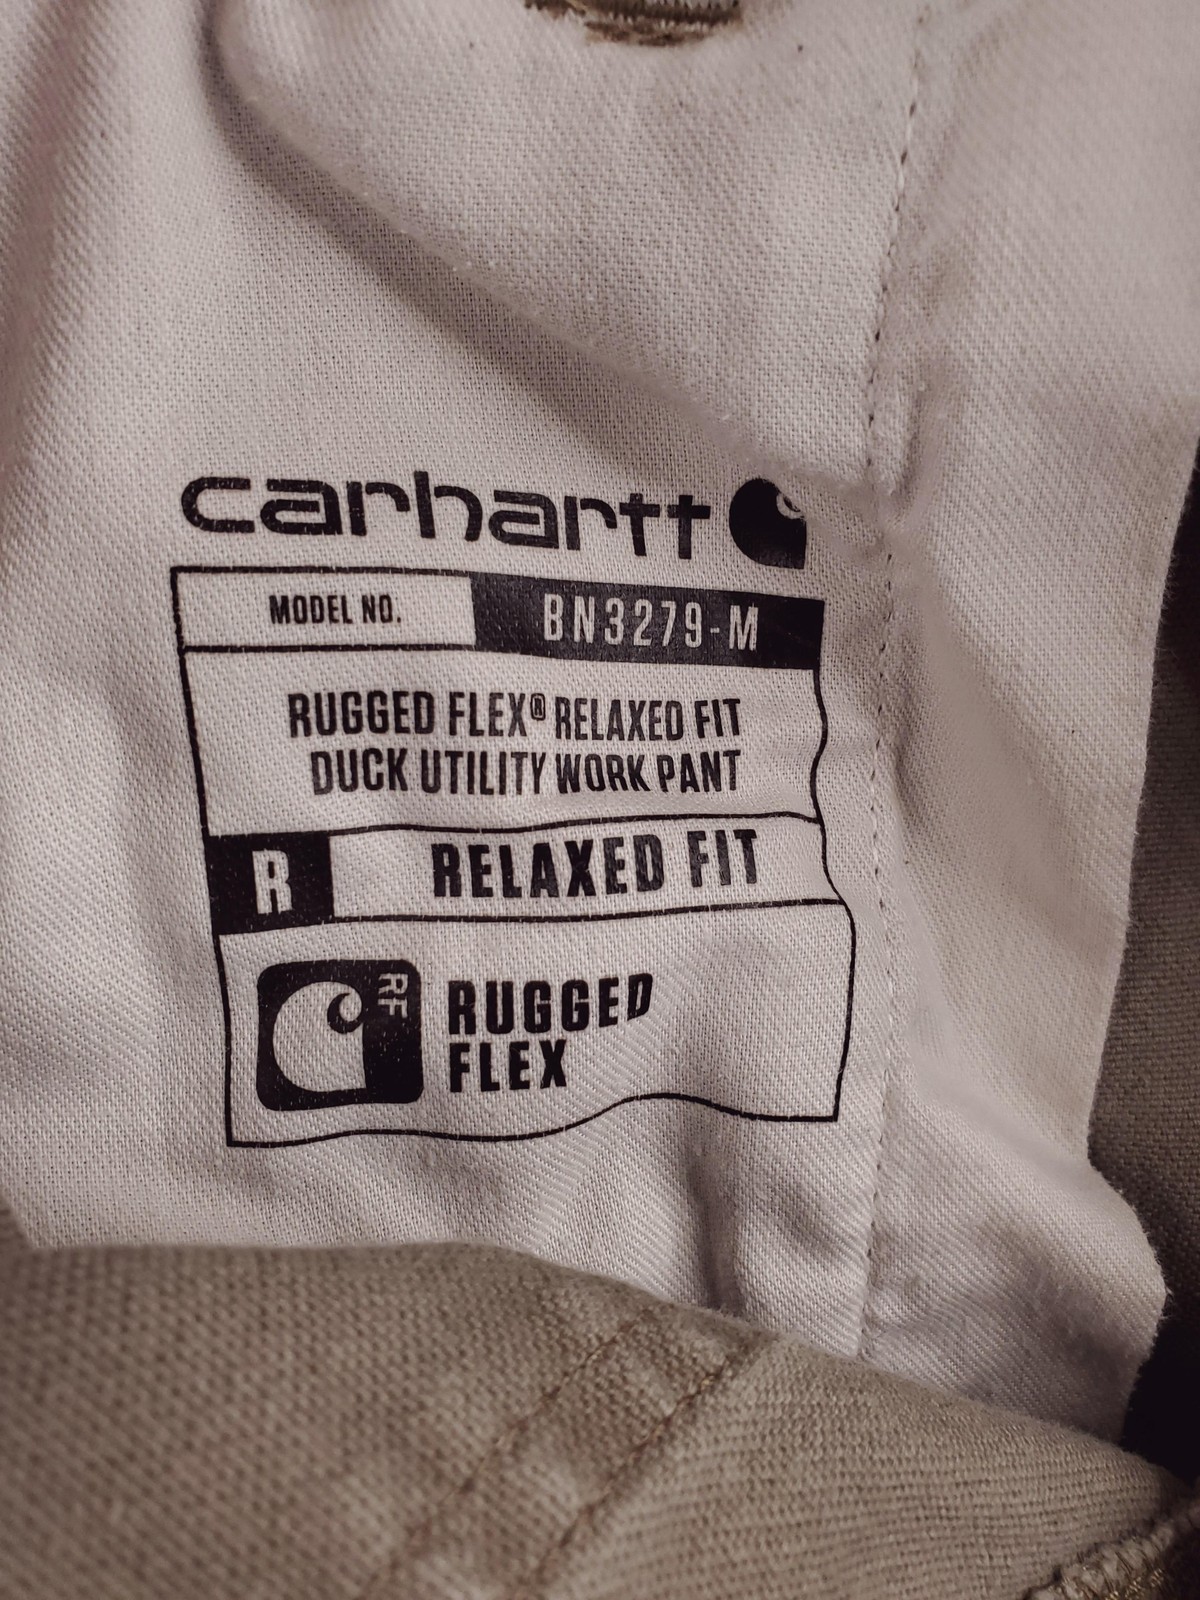 carhartt
MODEL NO. BN3279-M
RUGGED FLEX® RELAXED FIT
DUCK UTILITY WORK PANT
R RELAXED FIT
RF
RUGGED
FLEX